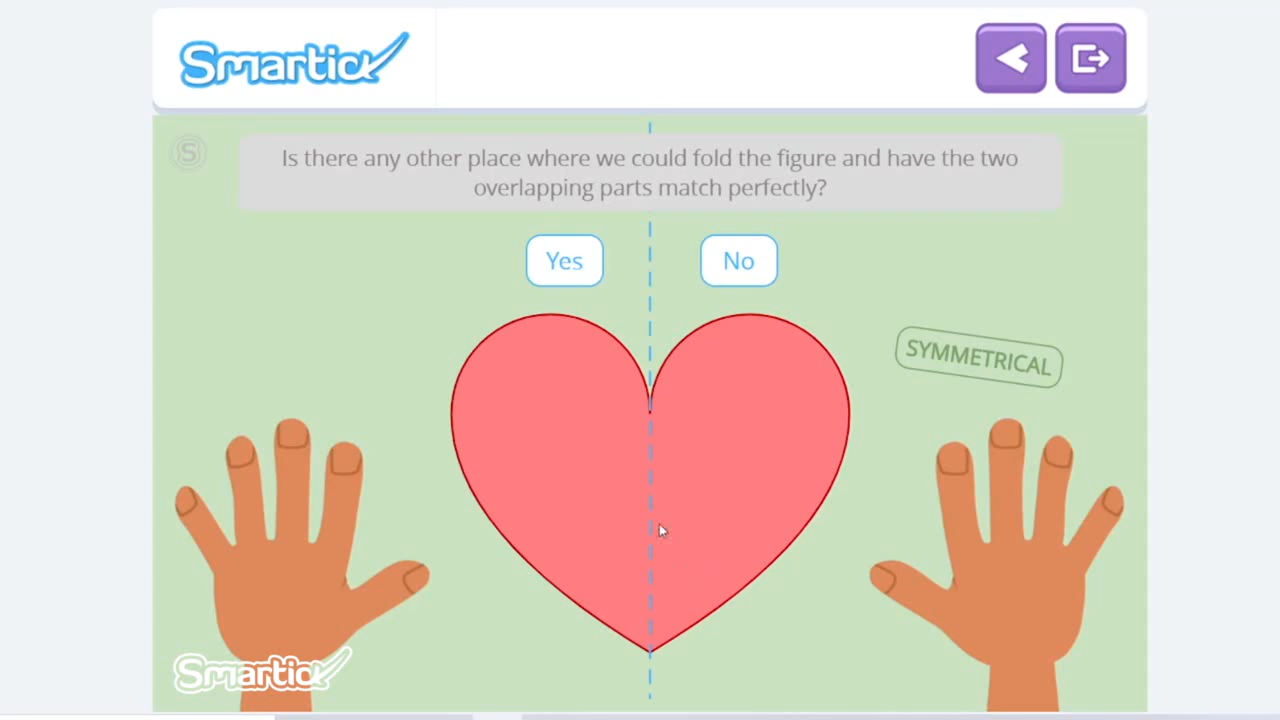 Smartick
S
Is there any other place where we could fold the figure and have the two
overlapping parts match perfectly?
Yes
No
SYMMETRICAL
Smartick